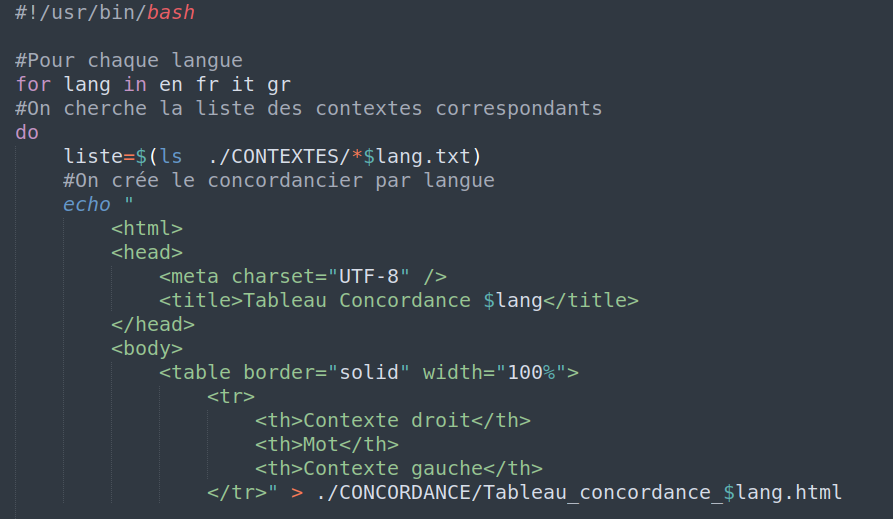 #!/usr/bin/bash
#Pour chaque langue
for lang in en fr it gr
#On cherche la liste des contextes correspondants
do
liste=$(ls  ./CONTEXTES/*$lang.txt)
#On crée le concordancier par langue
echo "
<html>
<head>
<meta charset="UTF-8" />
<title>Tableau Concordance $lang</title>
</head>
<body>
<table border="solid" width="100%">
<tr>
<th>Contexte droit</th>
<th>Mot</th>
<th>Contexte gauche</th>
</tr>" > ./CONCORDANCE/Tableau_concordance_$lang.html